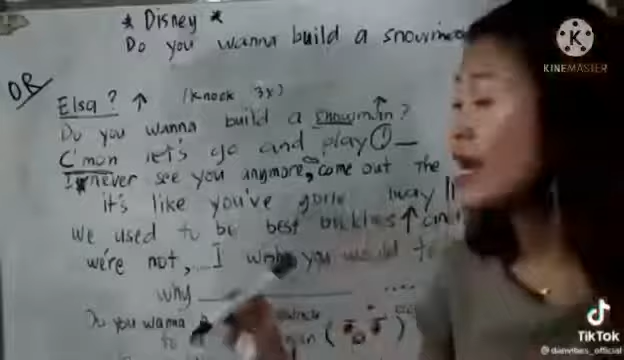 * Disney *
Do you wanna build a
OR
Elsa? ↑ (knock 3x)
Do you wanna build a snowman?
C'mon let's go and play
I never see you anymore, come out the
it's like you've gone away
we used to be best buddies ↑ and
we're not, .... I wish you would
why
Do you wanna
KINEMASTER
TikTok
@danvibes_official